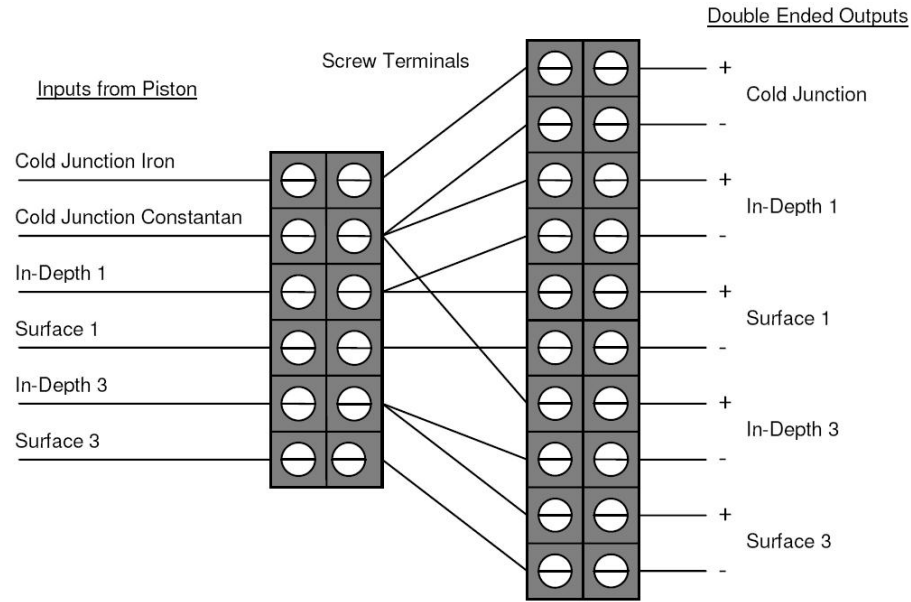 Double Ended Outputs
Screw Terminals
Inputs from Piston
+
Cold Junction
-
Cold Junction Iron
+
Cold Junction Constantan
In-Depth 1
-
In-Depth 1
+
Surface 1
Surface 1
-
In-Depth 3
+
In-Depth 3
Surface 3
-
+
Surface 3
-